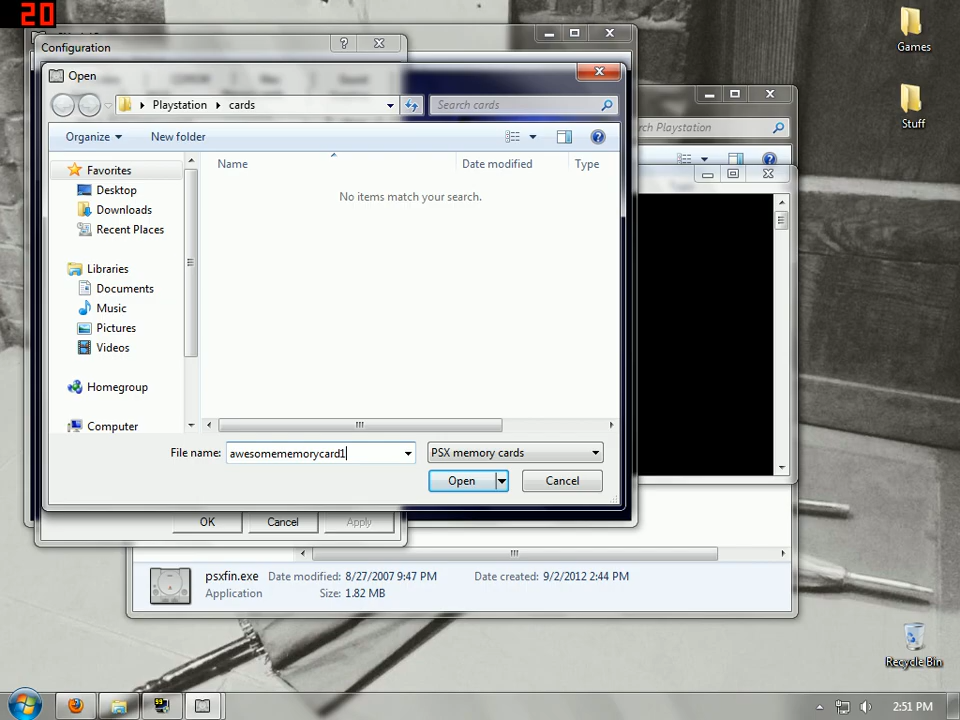 20
Configuration
Open
Playstation
cards
Search cards
Organize
New folder
rch Playstation
Name
Date modified
Type
No items match your search.
Favorites
Desktop
Downloads
Recent Places
Libraries
Documents
Music
Pictures
Videos
Homegroup
Computer
File name:
awesomememorycard1
PSX memory cards
Open
Cancel
OK
Cancel
Apply
psxfin.exe
Date modified: 8/27/2007 9:47 PM
Date created: 9/2/2012 2:44 PM
Application
Size: 1.82 MB
Games
Stuff
Recycle Bin
2:51 PM